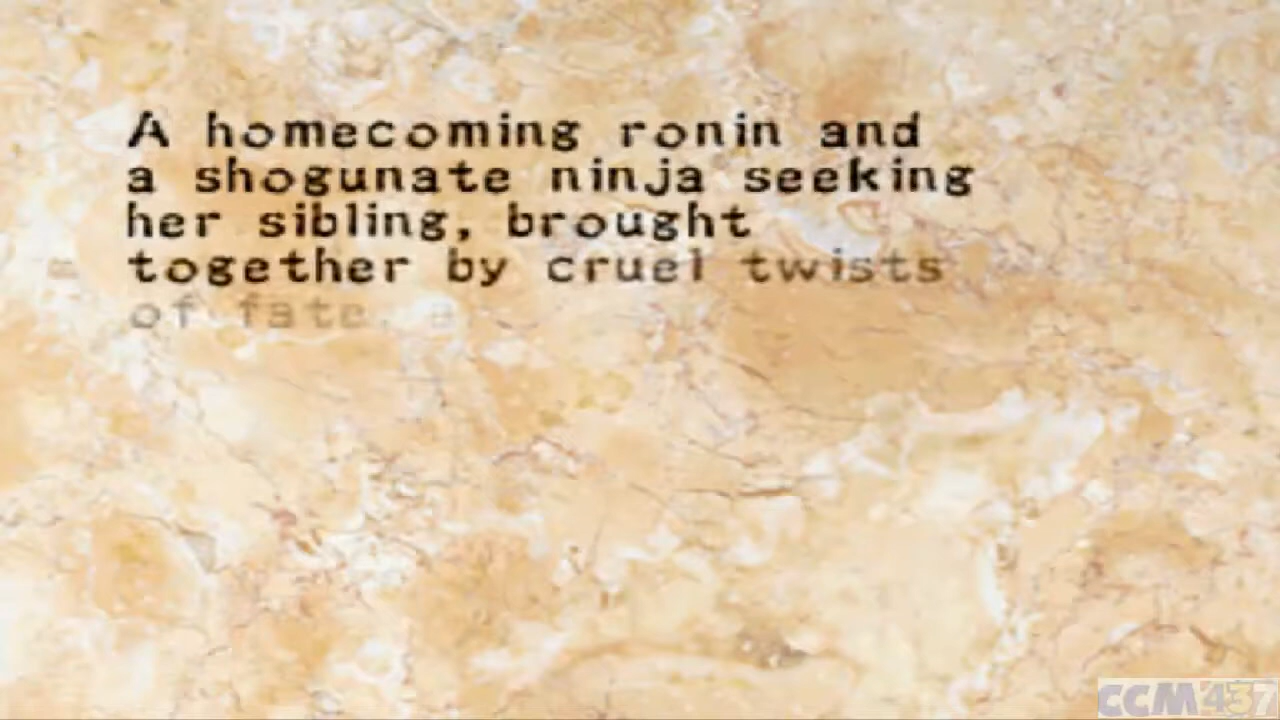 A homecoming ronin and
a shogunate ninja seeking
her sibling, brought
together by cruel twists
of fate, a
CCM437